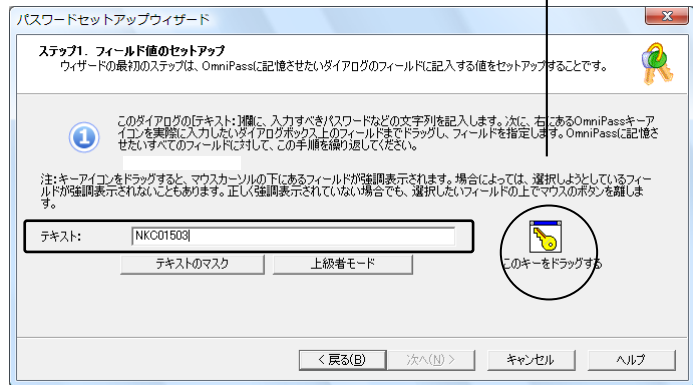 パスワードセットアップウィザード
ステップ1. フィールド値のセットアップ
ウィザードの最初のステップは、OmniPassに記憶させたいダイアログのフィールドに記入する値をセットアップすることです。
このダイアログの[テキスト:]欄に、入力すべきパスワードなどの文字列を記入します。次に、右にあるOmniPassキーア
イコンを実際に入力したいダイアログボックス上のフィールドまでドラッグし、フィールドを指定します。OmniPassに記憶さ
せたいすべてのフィールドに対して、この手順を繰り返してください。
注:キーアイコンをドラッグすると、マウスカーソルの下にあるフィールドが強調表示されます。場合によっては、選択しようとしているフィー
ルドが強調表示されないこともあります。正しく強調表示されていない場合でも、選択したいフィールドの上でマウスのボタンを離しま
す。
テキスト: NKC01503
このキーをドラッグする
テキストのマスク 上級者モード
< 戻る(B) 次へ(N) > キャンセル ヘルプ